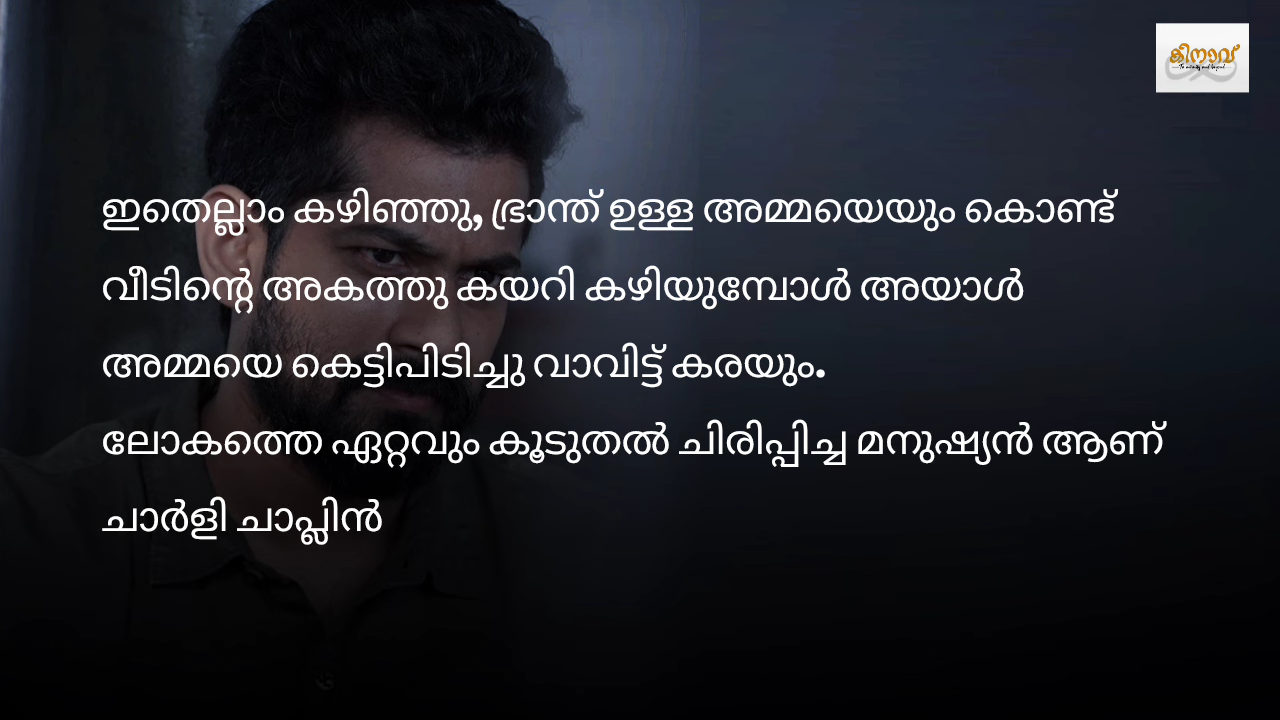 കിനാവ്
ഇതെല്ലാം കഴിഞ്ഞു, ഭ്രാന്ത് ഉള്ള അമ്മയെയും കൊണ്ട്
വീടിന്റെ അകത്തു കയറി കഴിയുമ്പോൾ അയാൾ
അമ്മയെ കെട്ടിപിടിച്ചു വാവിട്ട് കരയും.
ലോകത്തെ ഏറ്റവും കൂടുതൽ ചിരിപ്പിച്ച മനുഷ്യൻ ആണ്
ചാർളി ചാപ്ലിൻ